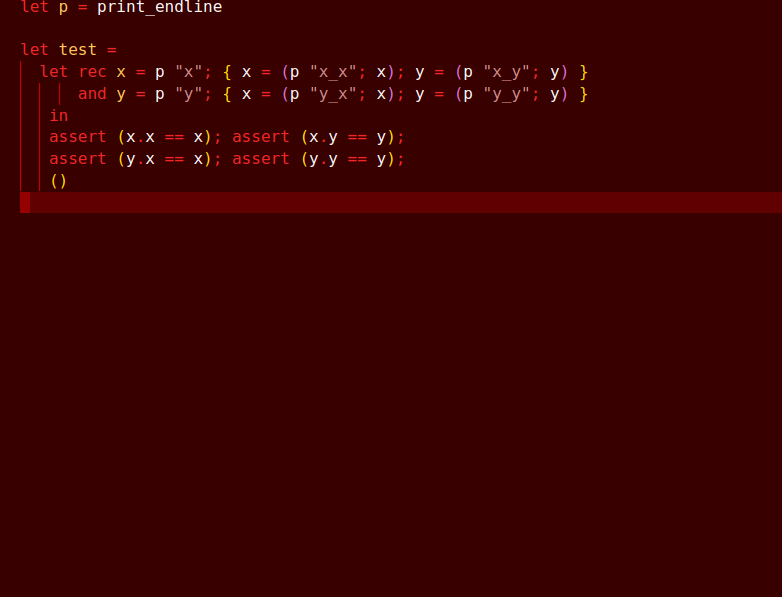 let p = print_endline
let test =
let rec x = p "x"; { x = (p "x_x"; x); y = (p "x_y"; y) }
and y = p "y"; { x = (p "y_x"; x); y = (p "y_y"; y) }
in
assert (x.x == x); assert (x.y == y);
assert (y.x == x); assert (y.y == y);
()